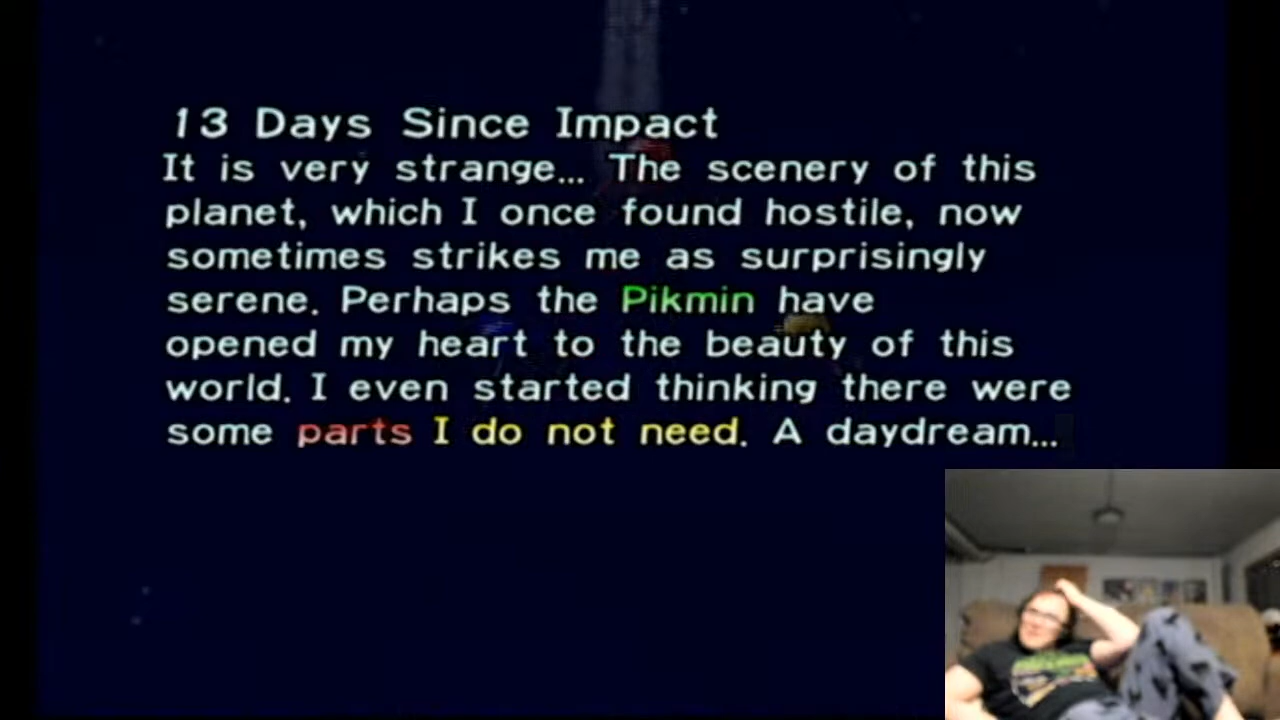 13 Days Since Impact
It is very strange... The scenery of this
planet, which I once found hostile, now
sometimes strikes me as surprisingly
serene. Perhaps the Pikmin have
opened my heart to the beauty of this
world. I even started thinking there were
some parts I do not need. A daydream...